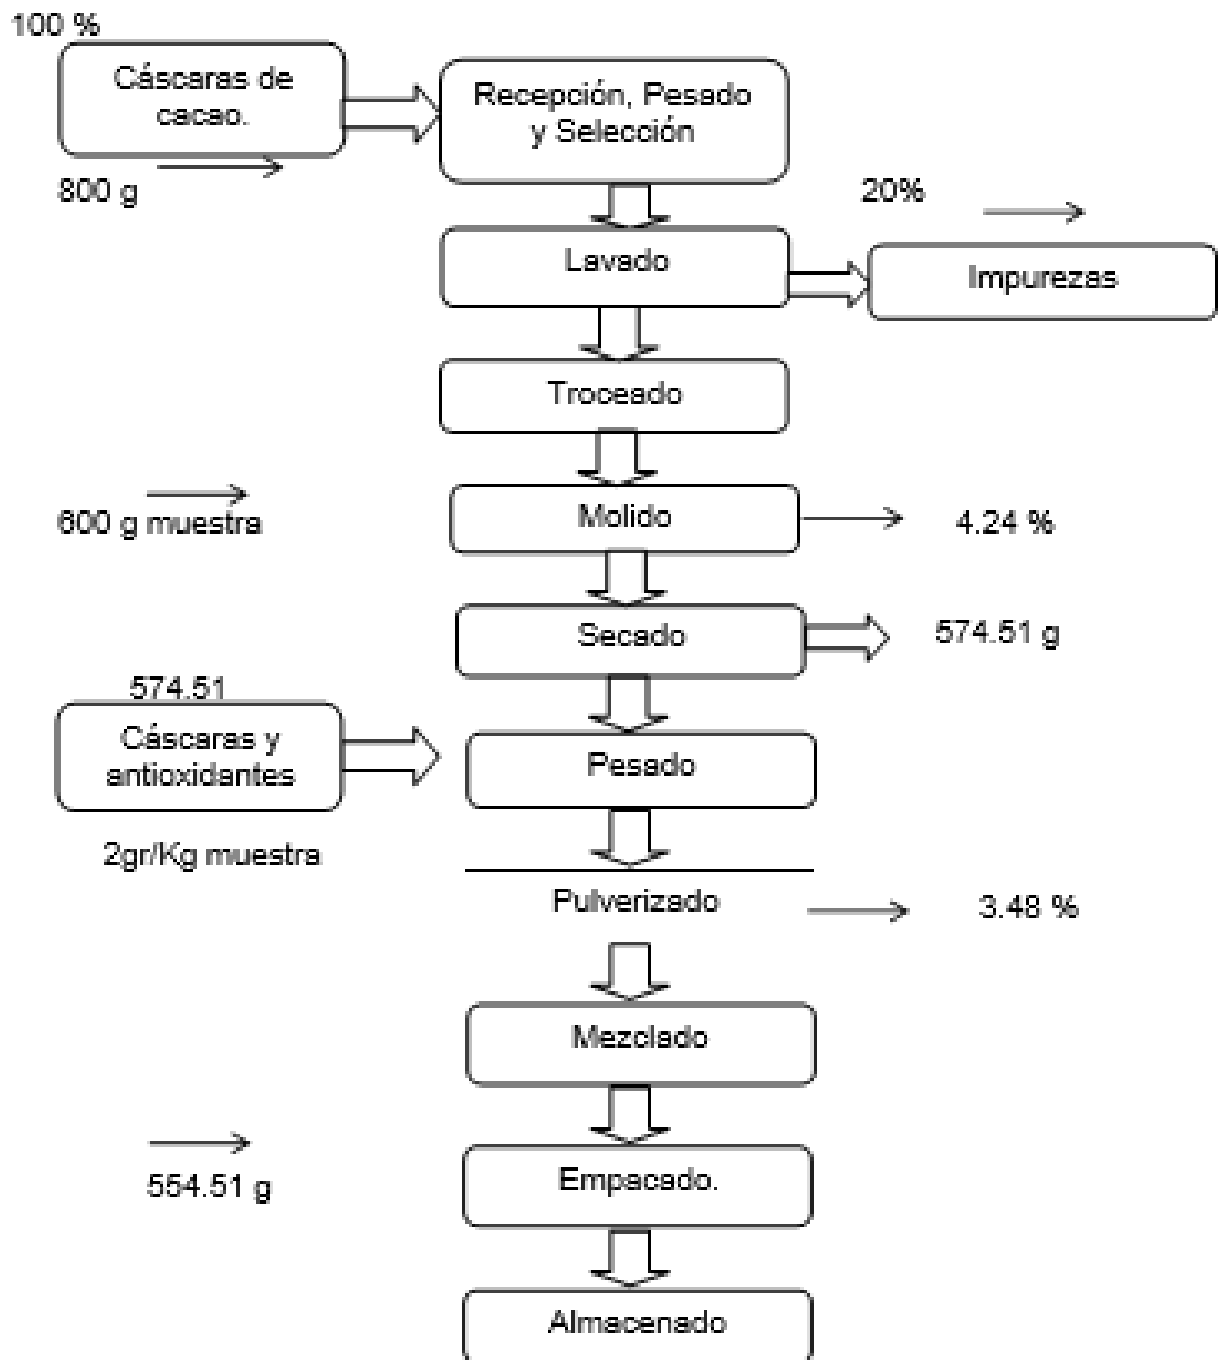 100 %
Cáscaras de
cacao.
800 g
Recepción, Pesado
y Selección
20%
Lavado
Impurezas
Troceado
600 g muestra
Molido
4.24 %
Secado
574.51 g
574.51
Cáscaras y
antioxidantes
2gr/Kg muestra
Pesado
Pulverizado
3.48 %
Mezclado
554.51 g
Empacado.
Almacenado